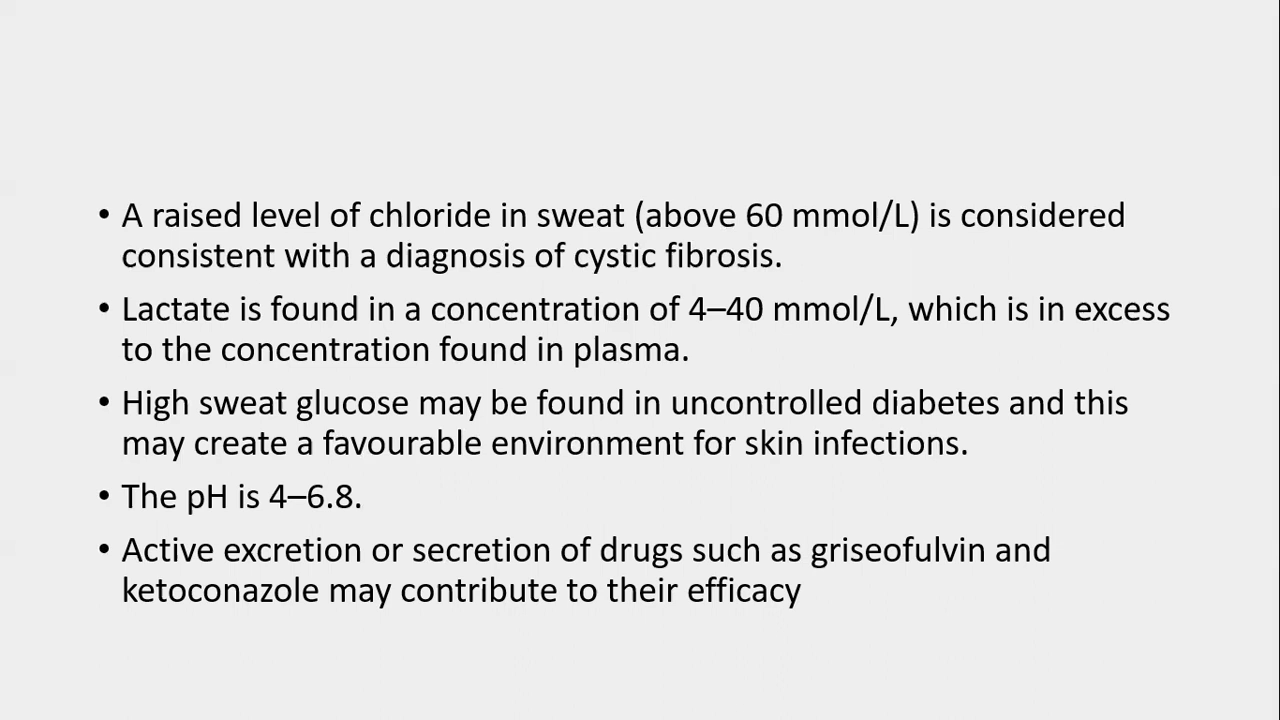 • A raised level of chloride in sweat (above 60 mmol/L) is considered
consistent with a diagnosis of cystic fibrosis.
• Lactate is found in a concentration of 4–40 mmol/L, which is in excess
to the concentration found in plasma.
• High sweat glucose may be found in uncontrolled diabetes and this
may create a favourable environment for skin infections.
• The pH is 4–6.8.
• Active excretion or secretion of drugs such as griseofulvin and
ketoconazole may contribute to their efficacy